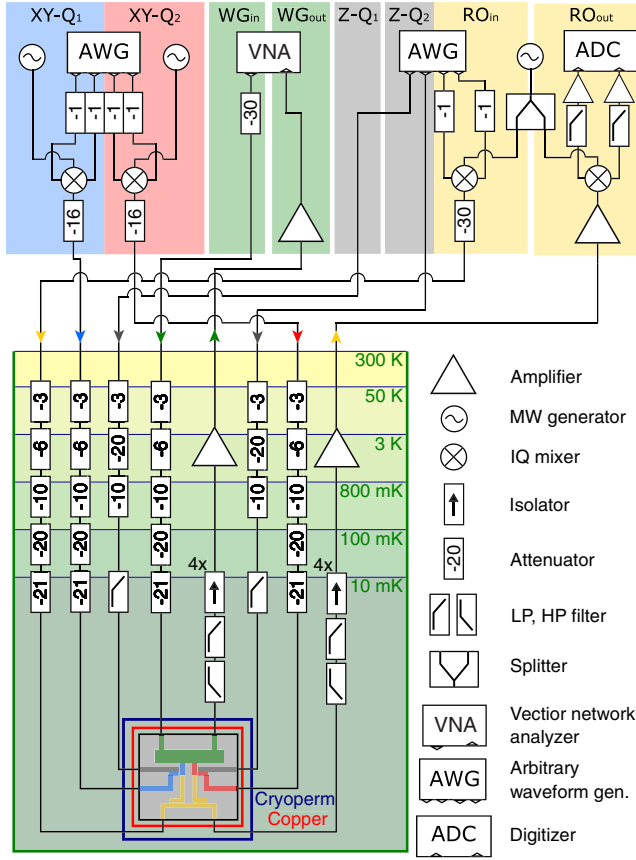 XY-Q₁ XY-Q₂ WGin WGout Z-Q₁ Z-Q₂ ROin ROout
AWG VNA AWG ADC
-1 -1 -1 -1 -30 -1 -1
-16 -16 -30
300 K
-3 -3 -3 -3 -3 -3 50 K
-6 -6 -20 -6 -20 -6 3 K
-10 -10 -10 -10 -10 -10 800 mK
-20 -20 -20 -20 100 mK
4x 4x
-21 -21 -21 -21 10 mK
Cryoperm
Copper
Amplifier
MW generator
IQ mixer
Isolator
-20 Attenuator
LP, HP filter
Splitter
VNA Vectior network
analyzer
AWG Arbitrary
waveform gen.
ADC Digitizer